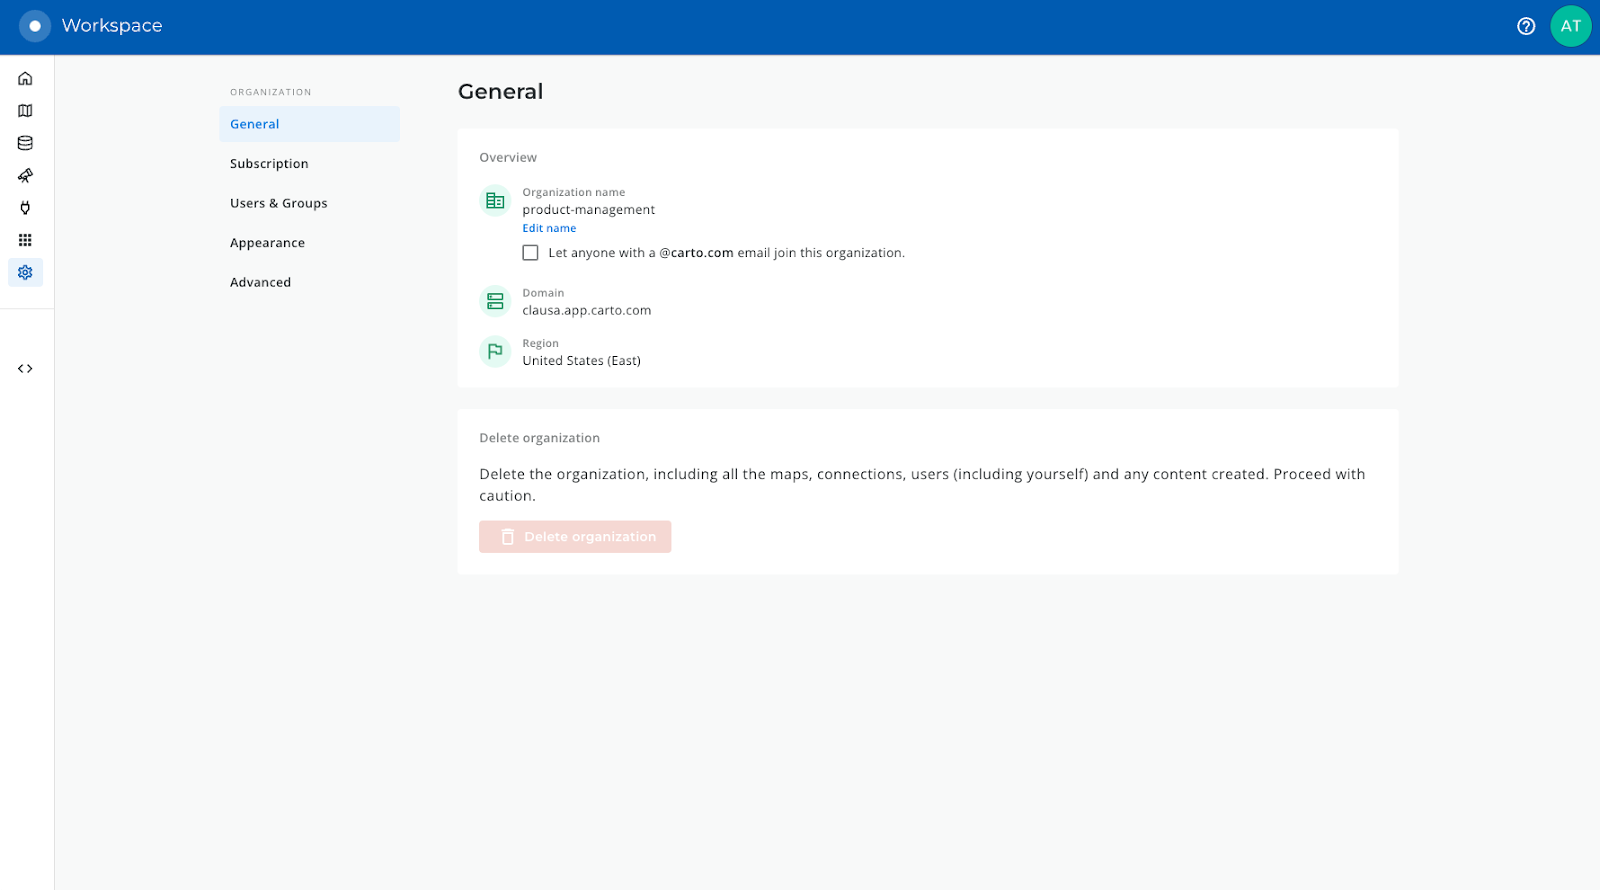 Workspace
AT
ORGANIZATION
General
Subscription
Users & Groups
Appearance
Advanced
General
Overview
Organization name
product-management
Edit name
Let anyone with a @carto.com email join this organization.
Domain
clausa.app.carto.com
Region
United States (East)
Delete organization
Delete the organization, including all the maps, connections, users (including yourself) and any content created. Proceed with
caution.
Delete organization